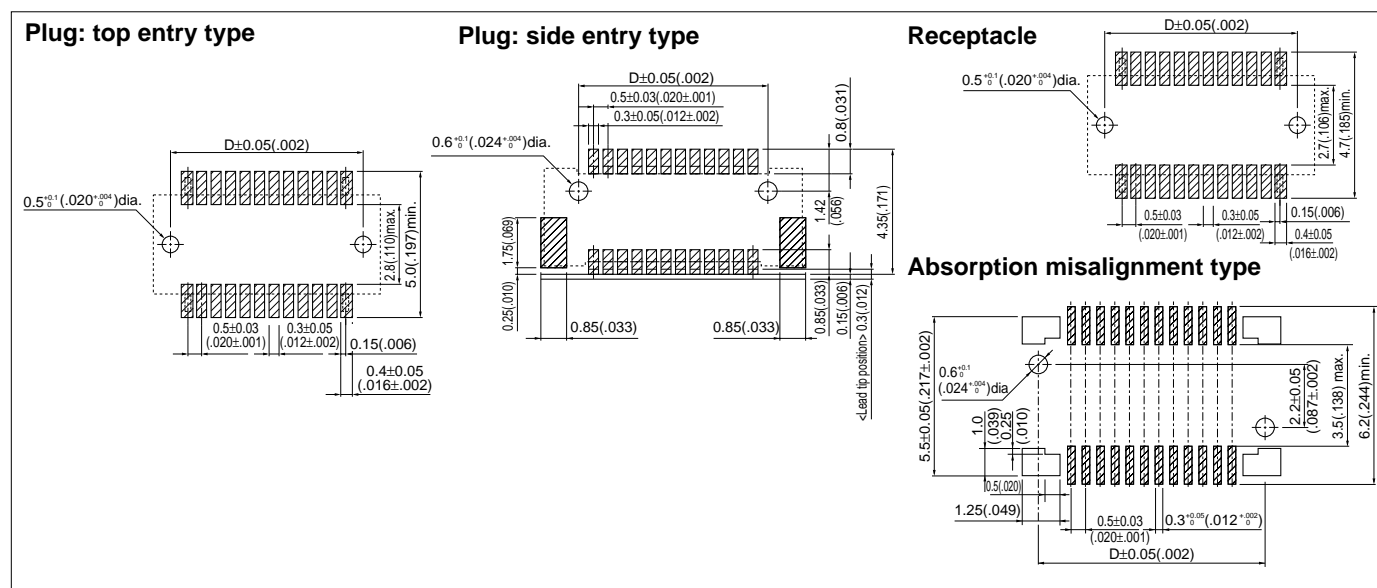 Plug: top entry type
D±0.05(.002)
0.5+0.1 0(.020+.004 0)dia.
2.8(.110)max.
5.0(.197)min.
0.5±0.03
(.020±.001)
0.3±0.05
(.012±.002)
0.15(.006)
0.4±0.05
(.016±.002)
Plug: side entry type
D±0.05(.002)
0.5±0.03(.020±.001)
0.3±0.05(.012±.002)
0.8(.031)
0.6+0.1 0(.024+.004 0)dia.
1.42
(.056)
4.35(.171)
1.75(.069)
0.25(.010)
0.85(.033)
0.85(.033)
0.85(.033)
0.15(.006)
<Lead tip position> 0.3(.012)
Receptacle
D±0.05(.002)
0.5+0.1 0(.020+.004 0)dia.
2.7(.106)max.
4.7(.185)min.
0.5±0.03
(.020±.001)
0.3±0.05
(.012±.002)
0.15(.006)
0.4±0.05
(.016±.002)
Absorption misalignment type
5.5±0.05(.217±.002)
0.6+0.1 0
(.024+.004 0)dia
1.0
(.039)
0.25
(.010)
2.2±0.05
(.087±.002)
3.5(.138) max.
6.2(.244)min.
0.5(.020)
1.25(.049)
0.5±0.03
(.020±.001)
0.3+0.05 0(.012+.002 0)
D±0.05(.002)